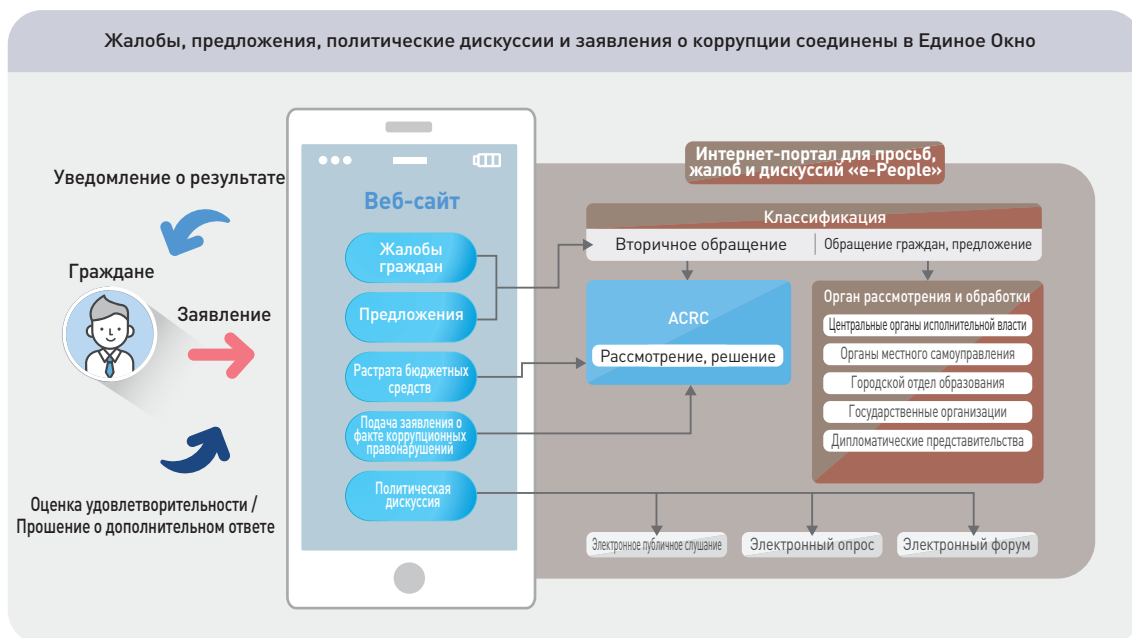 Жалобы, предложения, политические дискуссии и заявления о коррупции соединены в Единое Окно
Уведомление о результате
Граждане
Заявление
Оценка удовлетворительности /
Прошение о дополнительном ответе
Веб-сайт
Жалобы
граждан
Предложения
Растрата бюджетных
средств
Подача заявления о
факте коррупционных
правонарушений
Политическая
дискуссия
Интернет-портал для просьб,
жалоб и дискуссий «e-People»
Классификация
Вторичное обращение
Обращение граждан, предложение
ACRC
Рассмотрение, решение
Орган рассмотрения и обработки
Центральные органы исполнительной власти
Органы местного самоуправления
Городской отдел образования
Государственные организации
Дипломатические представительства
Электронное публичное слушание
Электронный опрос
Электронный форум